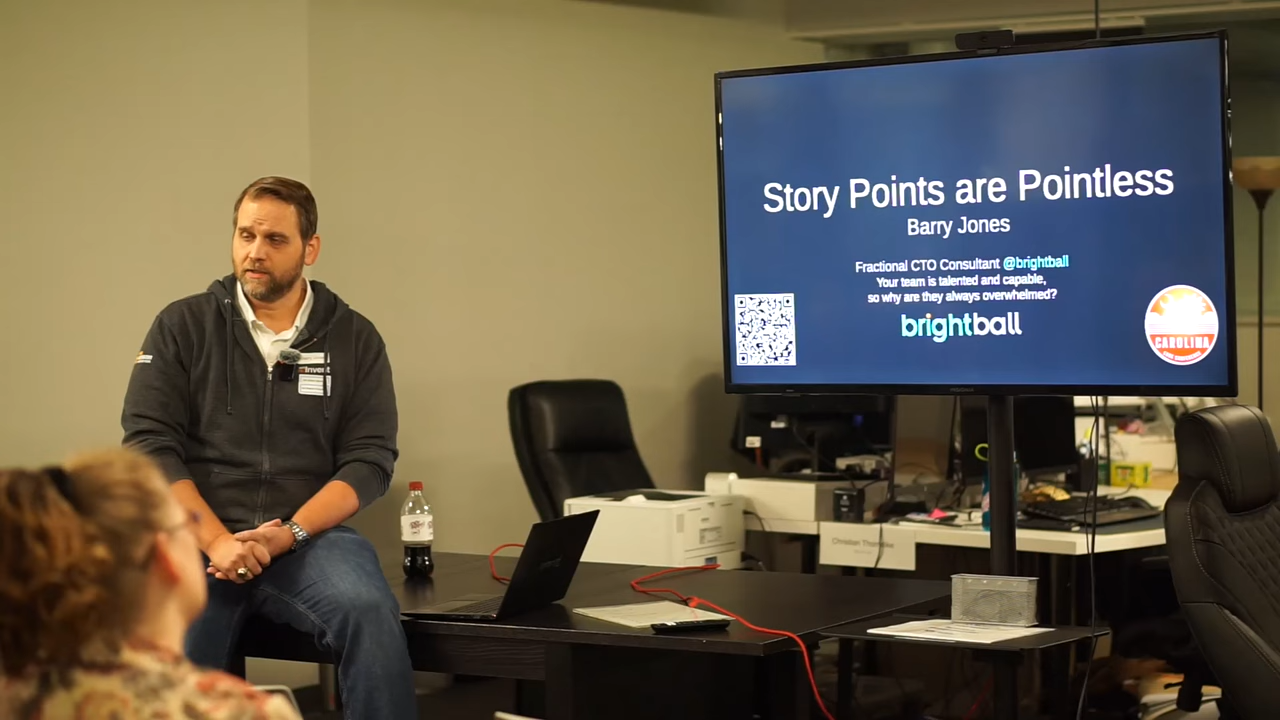 Story Points are Pointless
Barry Jones
Fractional CTO Consultant @brightball
Your team is talented and capable,
so why are they always overwhelmed?
brightball
CAROLINA
Invent